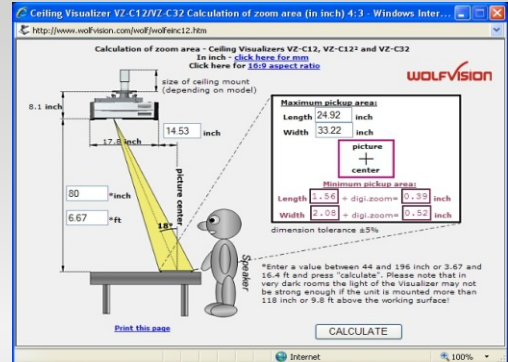 Ceiling Visualizer VZ-C12/VZ-C32 Calculation of zoom area (in inch) 4:3 - Windows Inter...
http://www.wolfvision.com/wolf/wolfeinc12.htm
Calculation of zoom area - Ceiling Visualizers VZ-C12, VZ-C12² and VZ-C32
In inch - click here for mm
Click here for 16:9 aspect ratio
WOLFVISION
size of ceiling mount
(depending on model)
8.1 inch
17.8 inch
14.53 inch
picture center
80 *inch
6.67 *ft
18°
Speaker
Maximum pickup area:
Length 24.92 inch
Width 33.22 inch
picture
center
Minimum pickup area:
Length 1.56 + digi.zoom= 0.39 inch
Width 2.08 + digi.zoom= 0.52 inch
dimension tolerance ±5%
*Enter a value between 44 and 196 inch or 3.67 and
16.4 ft and press "calculate". Please note that in
very dark rooms the light of the Visualizer may not
be strong enough if the unit is mounted more than
118 inch or 9.8 ft above the working surface!
Print this page
CALCULATE
Internet
100%